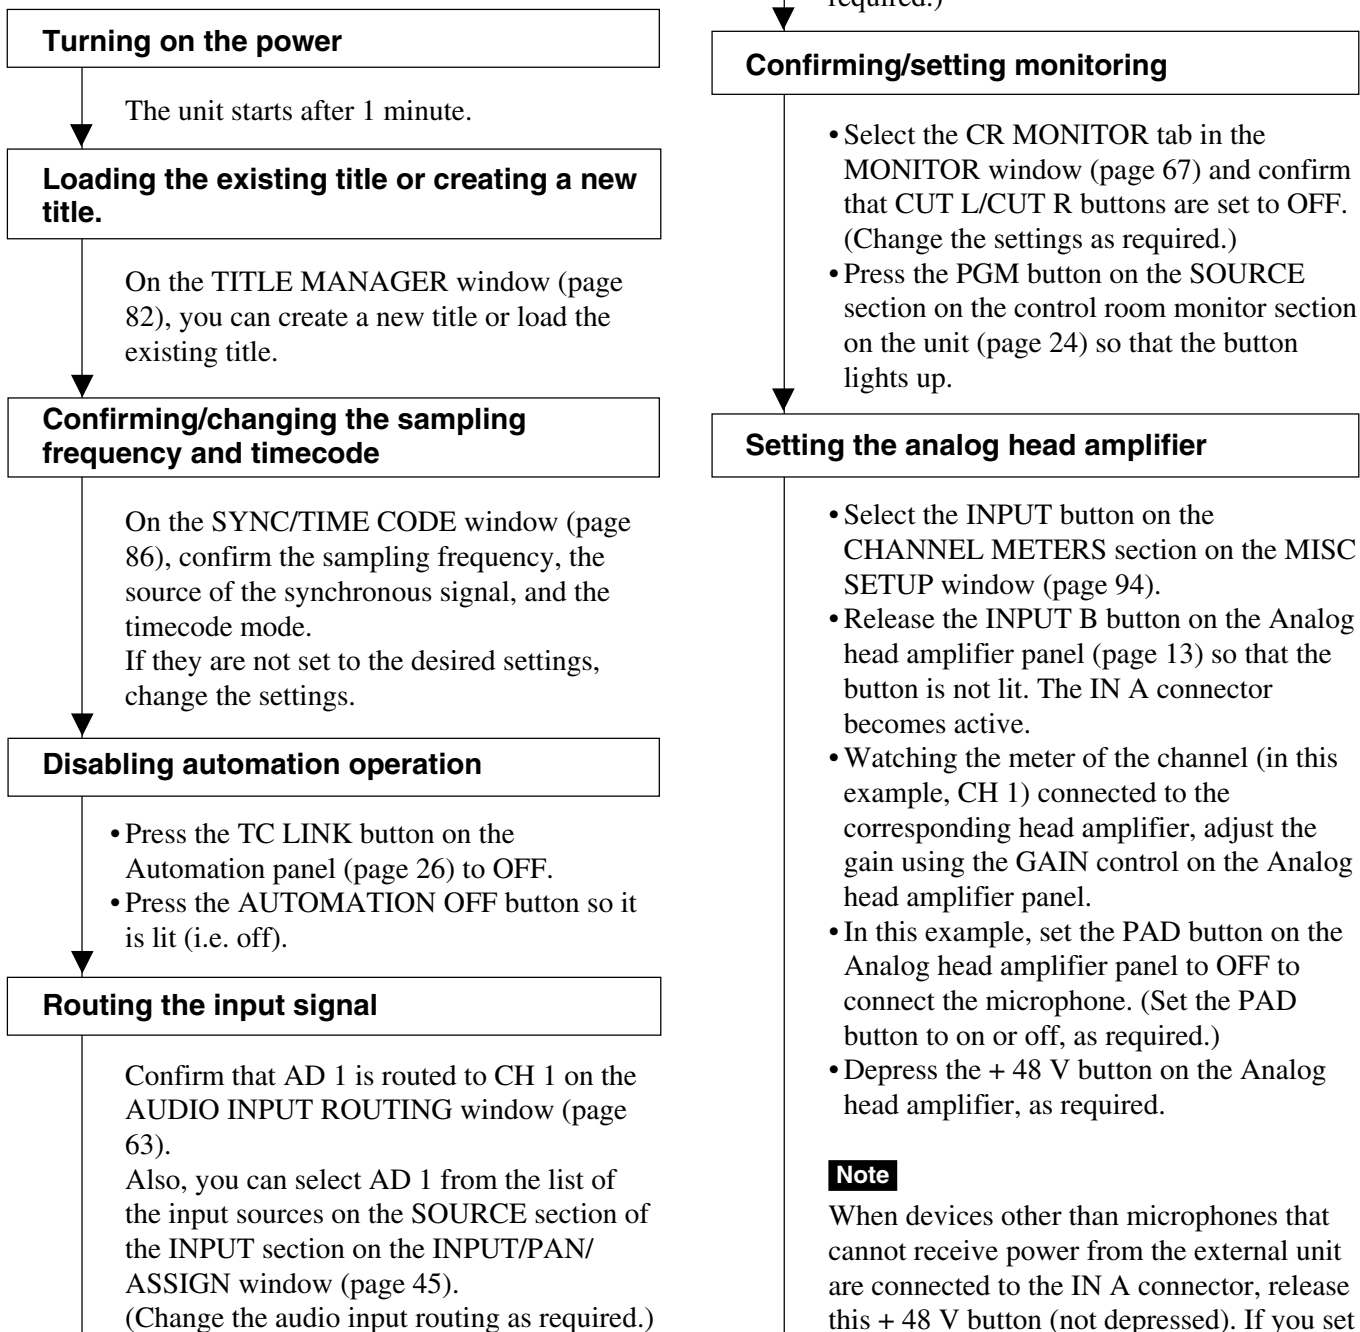 Turning on the power
The unit starts after 1 minute.
Loading the existing title or creating a new
title.
On the TITLE MANAGER window (page
82), you can create a new title or load the
existing title.
Confirming/changing the sampling
frequency and timecode
On the SYNC/TIME CODE window (page
86), confirm the sampling frequency, the
source of the synchronous signal, and the
timecode mode.
If they are not set to the desired settings,
change the settings.
Disabling automation operation
• Press the TC LINK button on the
Automation panel (page 26) to OFF.
• Press the AUTOMATION OFF button so it
is lit (i.e. off).
Routing the input signal
Confirm that AD 1 is routed to CH 1 on the
AUDIO INPUT ROUTING window (page
63).
Also, you can select AD 1 from the list of
the input sources on the SOURCE section of
the INPUT section on the INPUT/PAN/
ASSIGN window (page 45).
(Change the audio input routing as required.)
required.)
Confirming/setting monitoring
• Select the CR MONITOR tab in the
MONITOR window (page 67) and confirm
that CUT L/CUT R buttons are set to OFF.
(Change the settings as required.)
• Press the PGM button on the SOURCE
section on the control room monitor section
on the unit (page 24) so that the button
lights up.
Setting the analog head amplifier
• Select the INPUT button on the
CHANNEL METERS section on the MISC
SETUP window (page 94).
• Release the INPUT B button on the Analog
head amplifier panel (page 13) so that the
button is not lit. The IN A connector
becomes active.
• Watching the meter of the channel (in this
example, CH 1) connected to the
corresponding head amplifier, adjust the
gain using the GAIN control on the Analog
head amplifier panel.
• In this example, set the PAD button on the
Analog head amplifier panel to OFF to
connect the microphone. (Set the PAD
button to on or off, as required.)
• Depress the + 48 V button on the Analog
head amplifier, as required.
Note
When devices other than microphones that
cannot receive power from the external unit
are connected to the IN A connector, release
this + 48 V button (not depressed). If you set